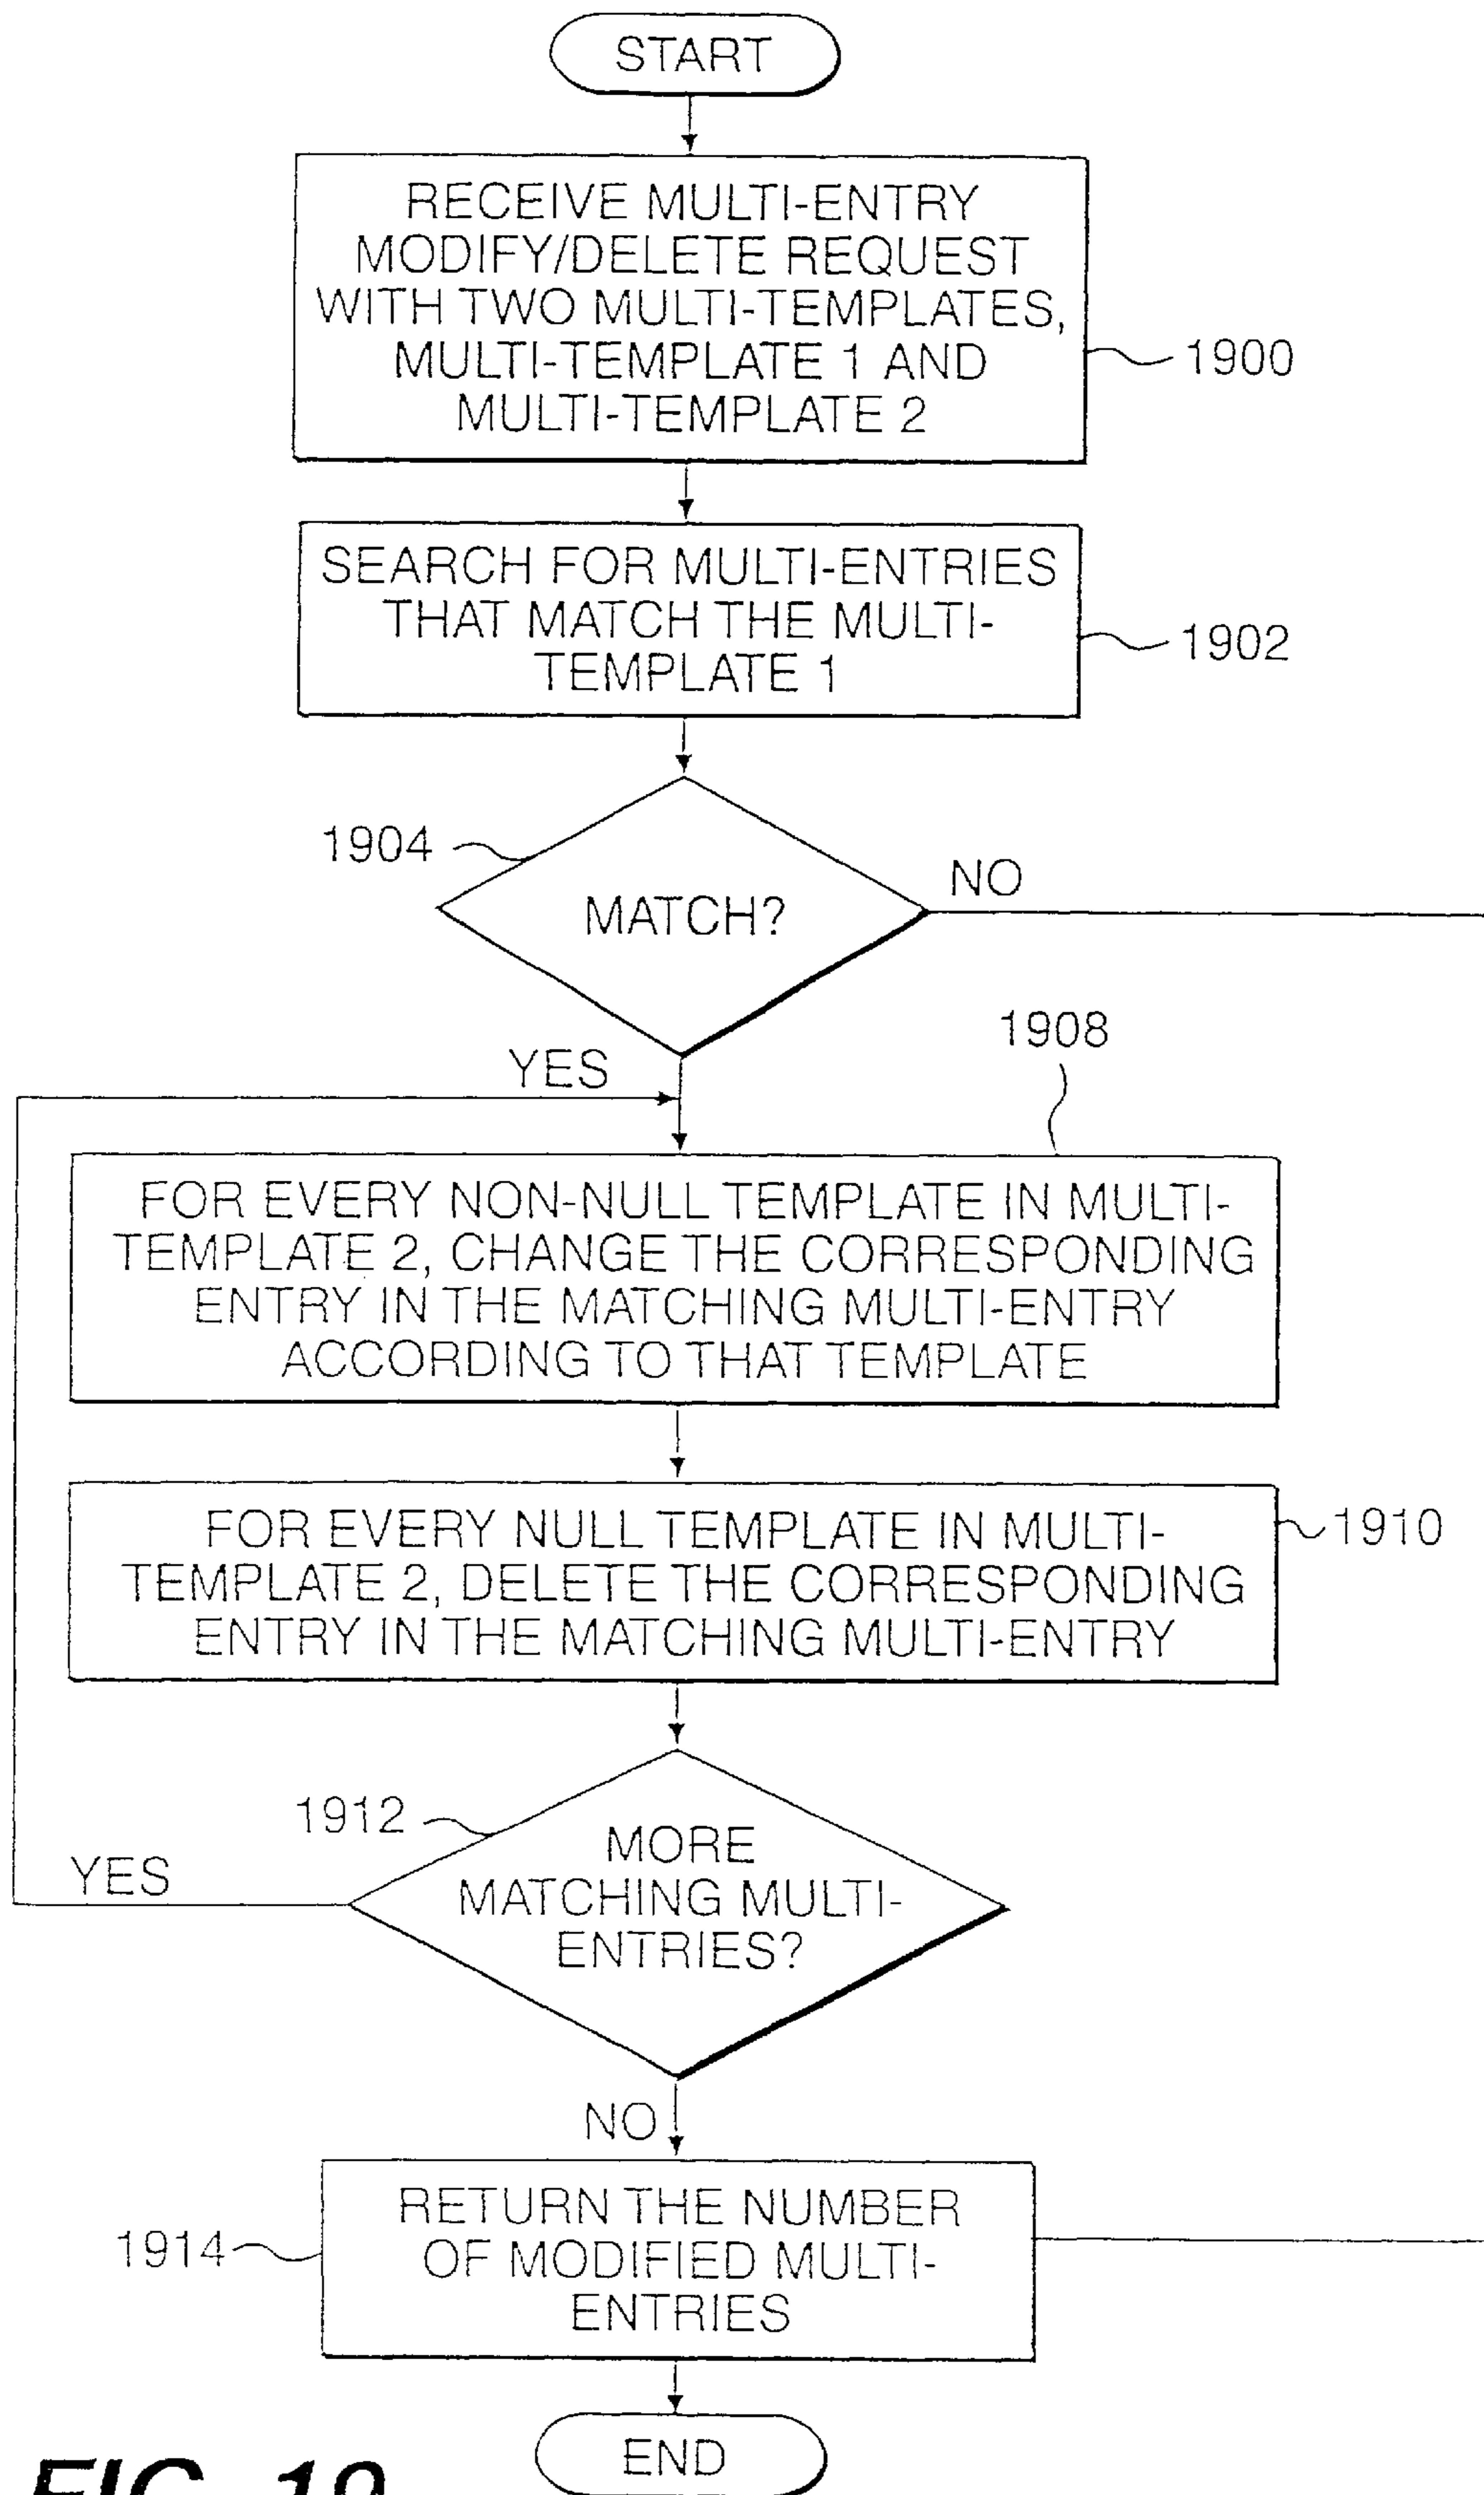 START
RECEIVE MULTI-ENTRY
MODIFY/DELETE REQUEST
WITH TWO MULTI-TEMPLATES,
MULTI-TEMPLATE 1 AND
MULTI-TEMPLATE 2
1900
SEARCH FOR MULTI-ENTRIES
THAT MATCH THE MULTI-
TEMPLATE 1
1902
1904
MATCH?
NO
YES
1908
FOR EVERY NON-NULL TEMPLATE IN MULTI-
TEMPLATE 2, CHANGE THE CORRESPONDING
ENTRY IN THE MATCHING MULTI-ENTRY
ACCORDING TO THAT TEMPLATE
FOR EVERY NULL TEMPLATE IN MULTI-
TEMPLATE 2, DELETE THE CORRESPONDING
ENTRY IN THE MATCHING MULTI-ENTRY
1910
1912
MORE
MATCHING MULTI-
ENTRIES?
YES
NO
RETURN THE NUMBER
OF MODIFIED MULTI-
ENTRIES
1914
END
FIG. 19